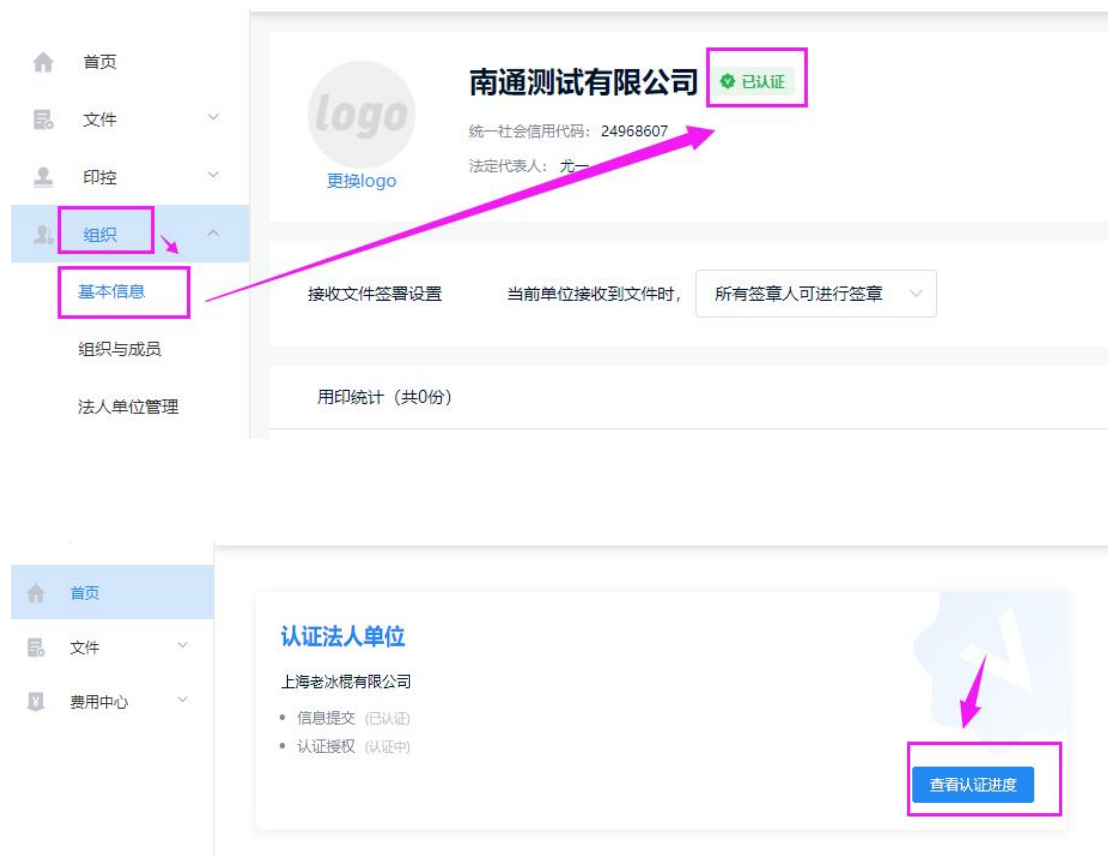 首页
文件
印控
组织
基本信息
组织与成员
法人单位管理
logo
更换logo
南通测试有限公司 已认证
统一社会信用代码: 24968607
法定代表人: 尤一
接收文件签署设置 当前单位接收到文件时, 所有签章人可进行签章
用印统计（共0份）
首页
文件
费用中心
认证法人单位
上海老冰棍有限公司
• 信息提交 (已认证)
• 认证授权 (认证中)
查看认证进度